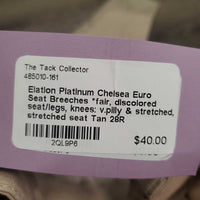 The Tack Collector
485010-161
Elation Platinum Chelsea Euro
Seat Breeches *fair, discolored
seat/legs, knees: v.pilly & stretched,
stretched seat Tan 28R
2QL9P6
$40.00